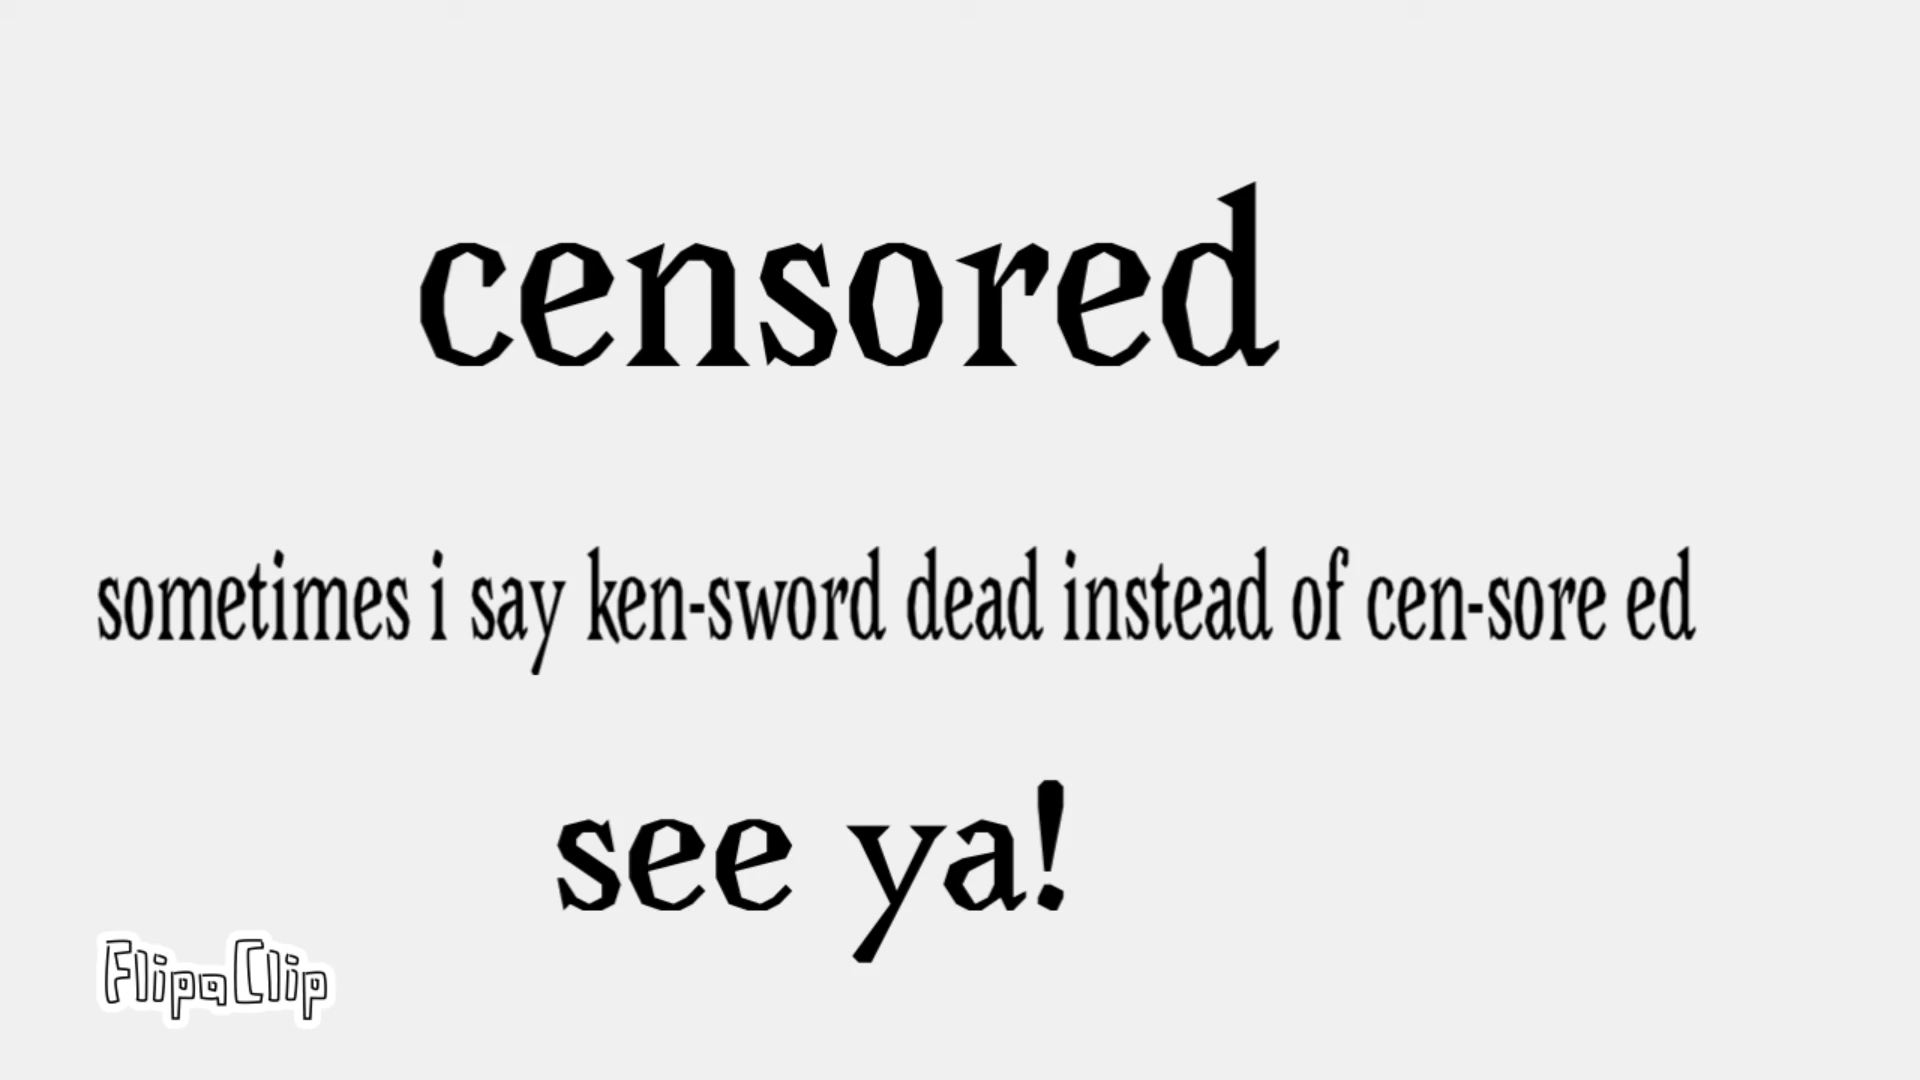 censored
sometimes i say ken-sword dead instead of cen-sore ed
see ya!
FlipaClip